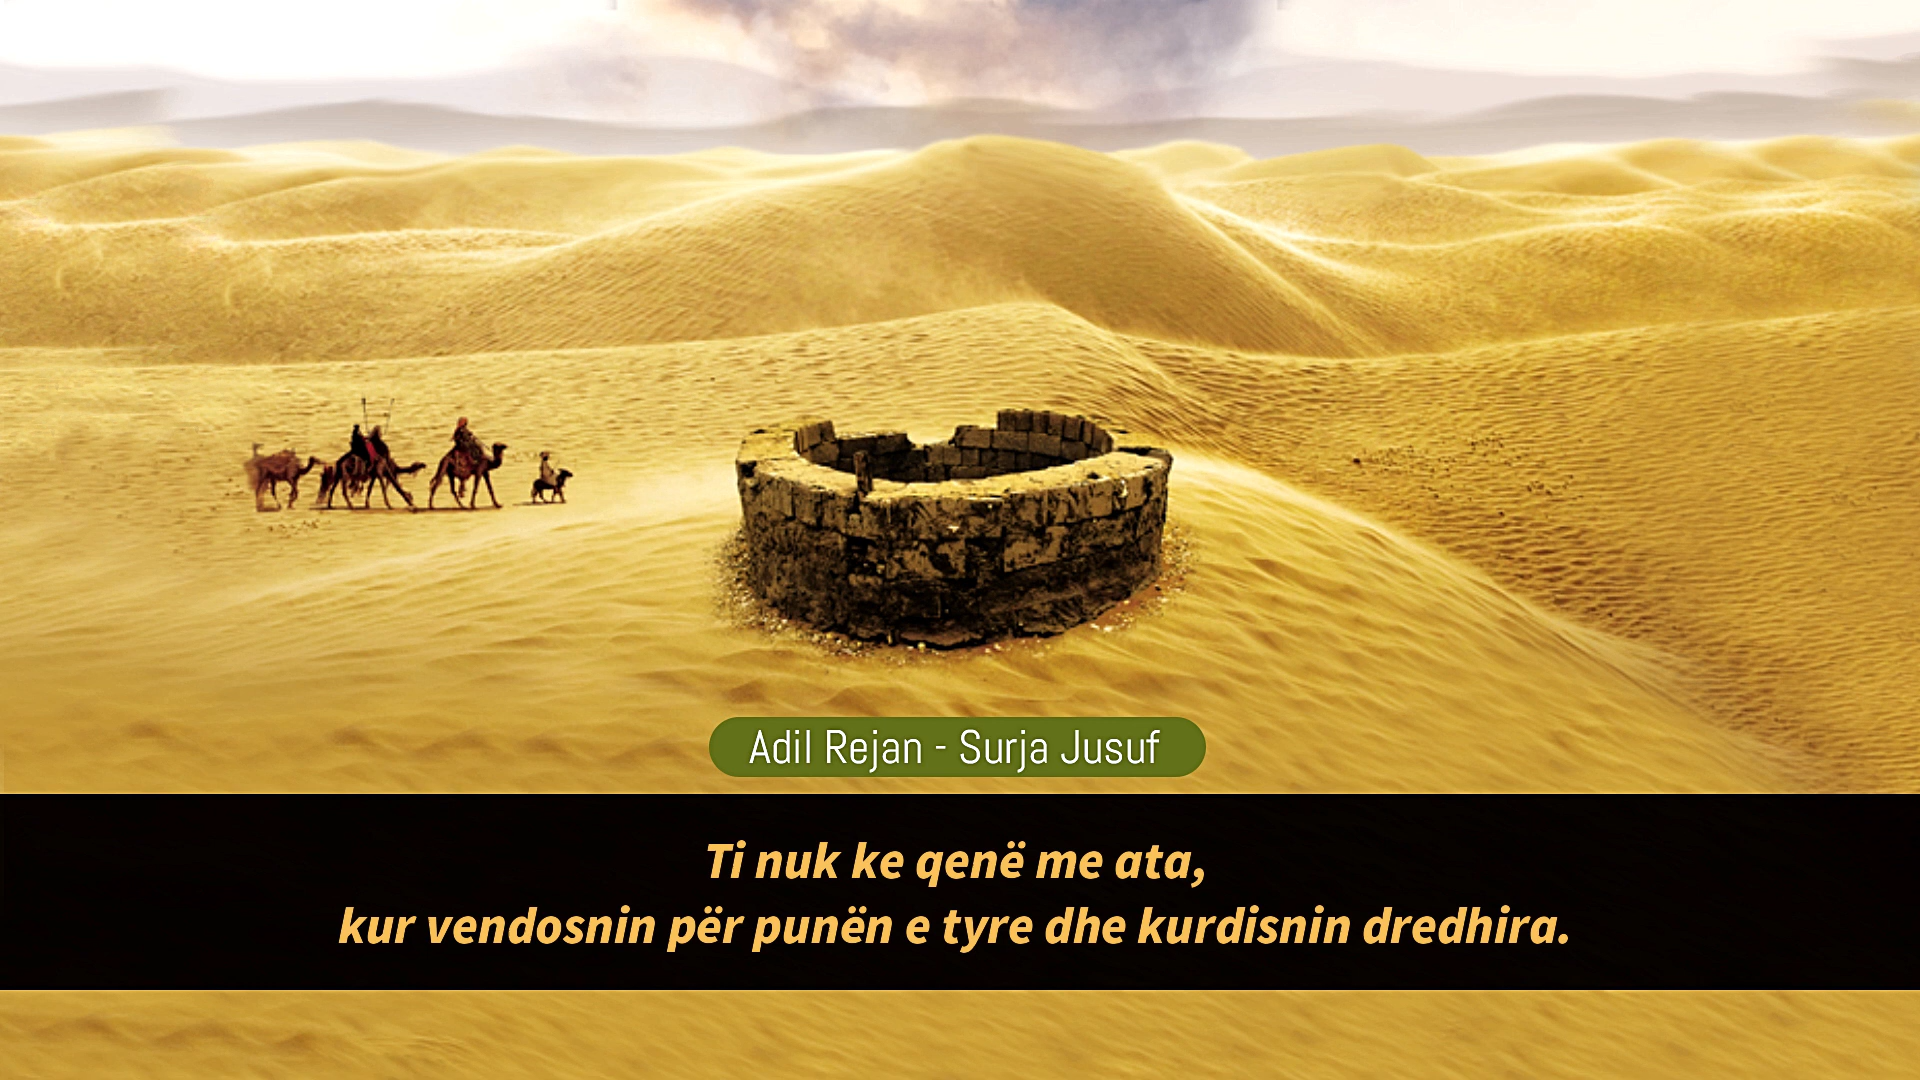 Adil Rejan - Surja Jusuf
Ti nuk ke qenë me ata,
kur vendosnin për punën e tyre dhe kurdisnin dredhira.